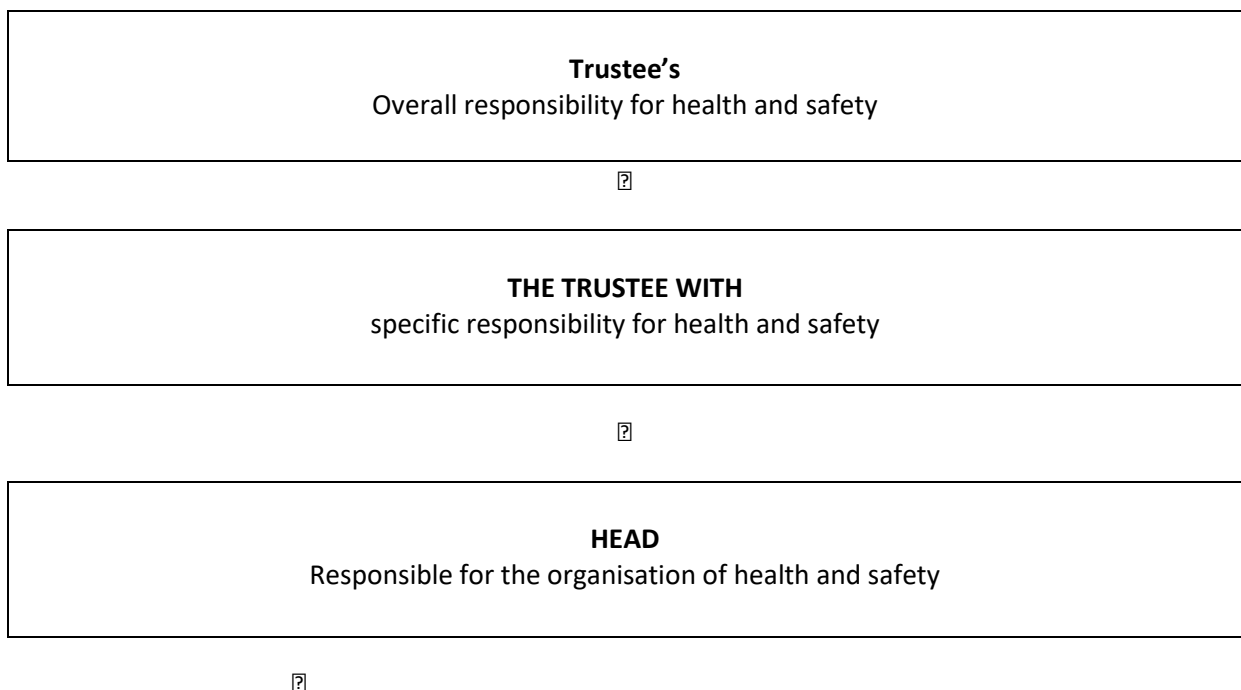 Trustee’s
Overall responsibility for health and safety
THE TRUSTEE WITH
specific responsibility for health and safety
HEAD
Responsible for the organisation of health and safety